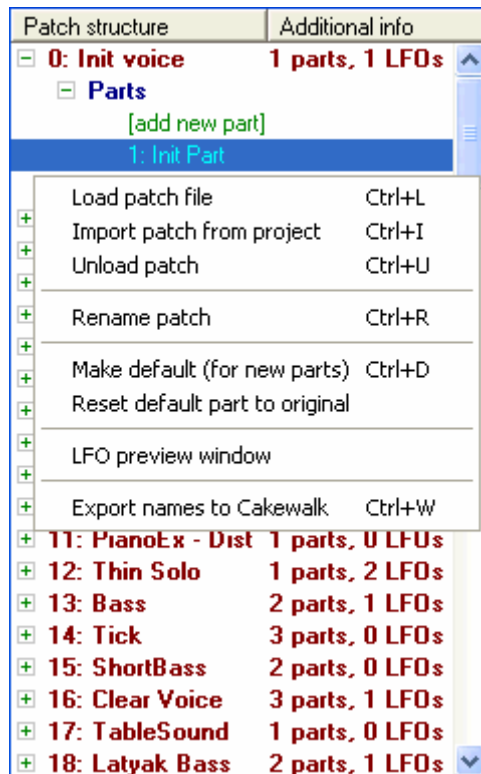 Patch structure Additional info
0: Init voice 1 parts, 1 LFOs
Parts
[add new part]
1: Init Part
Load patch file Ctrl+L
Import patch from project Ctrl+I
Unload patch Ctrl+U
Rename patch Ctrl+R
Make default (for new parts) Ctrl+D
Reset default part to original
LFO preview window
Export names to Cakewalk Ctrl+W
11: PianoEx - Dist 1 parts, 0 LFOs
12: Thin Solo 1 parts, 2 LFOs
13: Bass 2 parts, 1 LFOs
14: Tick 3 parts, 0 LFOs
15: ShortBass 2 parts, 0 LFOs
16: Clear Voice 3 parts, 1 LFOs
17: TableSound 1 parts, 0 LFOs
18: Latyak Bass 2 parts, 1 LFOs